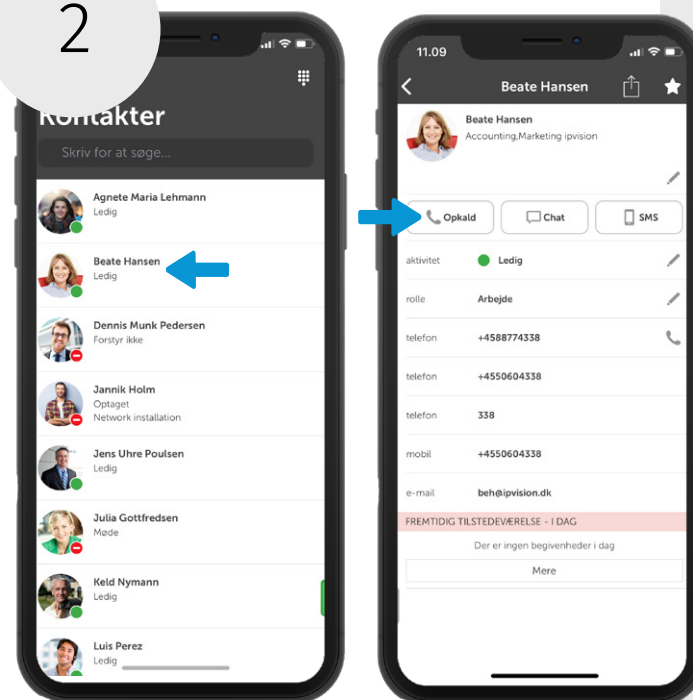 2
Kontakter
Skriv for at søge...
Agnete Maria Lehmann
Ledig
Beate Hansen
Ledig
Dennis Munk Pedersen
Forstyr ikke
Jannik Holm
Optaget
Network installation
Jens Uhre Poulsen
Ledig
Julia Gottfredsen
Møde
Keld Nymann
Ledig
Luis Perez
Ledig
11.09
Beate Hansen
Beate Hansen
Accounting,Marketing ipvision
Opkald Chat SMS
aktivitet Ledig
rolle Arbejde
telefon +4588774338
telefon +4550604338
telefon 338
mobil +4550604338
e-mail beh@ipvision.dk
FREMTIDIG TILSTEDEVÆRELSE - I DAG
Der er ingen begivenheder i dag
Mere